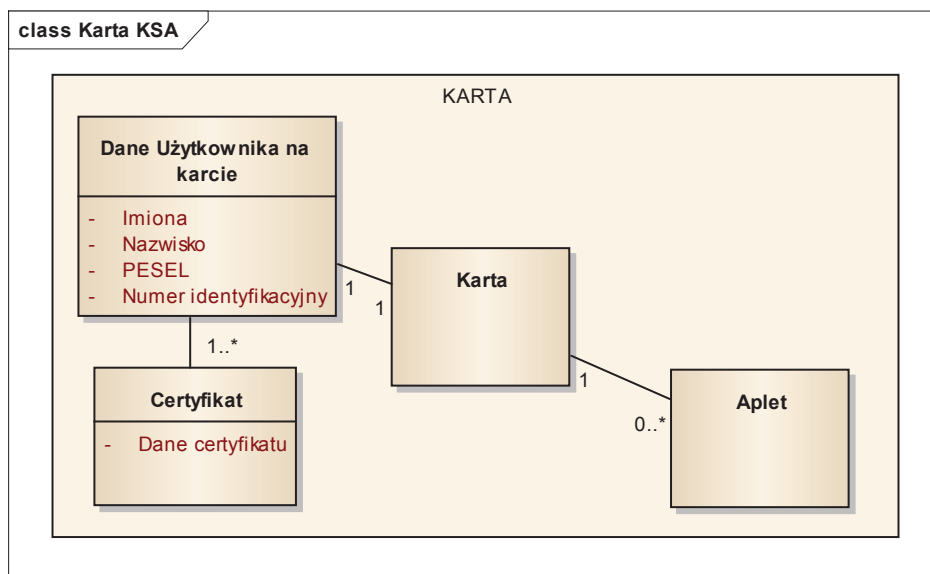 class Karta KSA
KARTA
Dane Użytkownika na
karcie
- Imiona
- Nazwisko
- PESEL
- Numer identyfikacyjny
1
1
Karta
1..*
Certyfikat
- Dane certyfikatu
1
0..*
Aplet